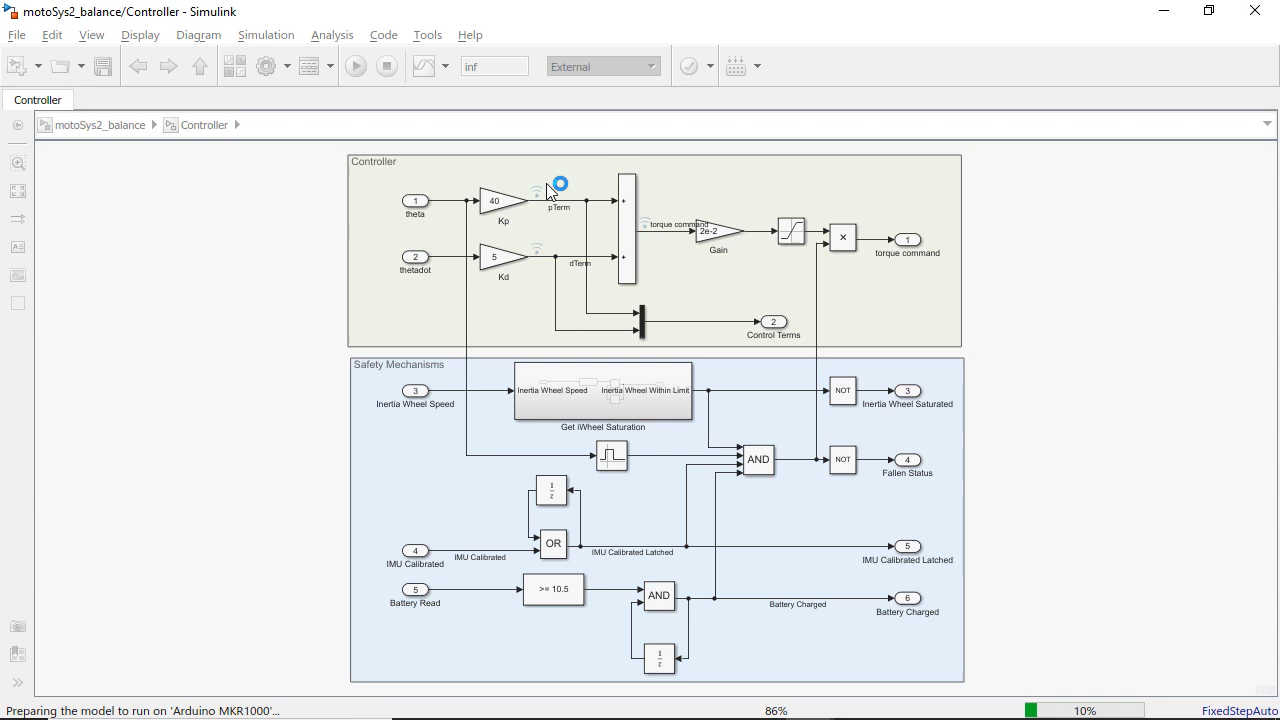 motoSys2_balance/Controller - Simulink
File Edit View Display Diagram Simulation Analysis Code Tools Help
inf
External
Controller
motoSys2_balance Controller
Controller
1
theta
40
Kp
pTerm
2
thetadot
5
Kd
dTerm
+
+
torque command
2e-2
Gain
×
1
torque command
2
Control Terms
Safety Mechanisms
3
Inertia Wheel Speed
Inertia Wheel Speed
Inertia Wheel Within Limit
Get iWheel Saturation
NOT
3
Inertia Wheel Saturated
AND
NOT
4
Fallen Status
1
z
OR
4
IMU Calibrated
IMU Calibrated
IMU Calibrated Latched
5
IMU Calibrated Latched
5
Battery Read
>= 10.5
AND
Battery Charged
6
Battery Charged
1
z
Preparing the model to run on 'Arduino MKR1000'...
86%
10%
FixedStepAuto